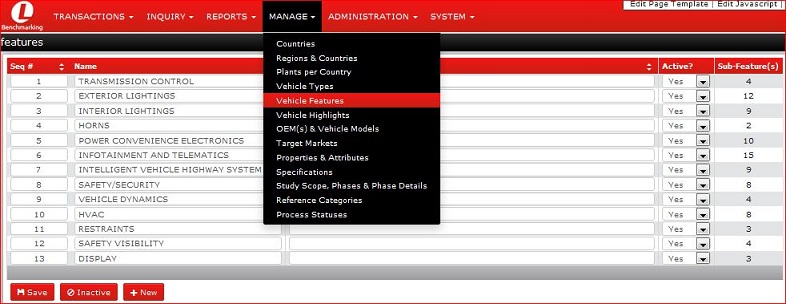 Edit Page Template | Edit Javascript
L
Benchmarking
TRANSACTIONS INQUIRY REPORTS MANAGE ADMINISTRATION SYSTEM
features
Countries
Regions & Countries
Plants per Country
Vehicle Types
Vehicle Features
Vehicle Highlights
OEM(s) & Vehicle Models
Target Markets
Properties & Attributes
Specifications
Study Scope, Phases & Phase Details
Reference Categories
Process Statuses
Seq # Name Active? Sub-Feature(s)
1 TRANSMISSION CONTROL Yes 4
2 EXTERIOR LIGHTINGS Yes 12
3 INTERIOR LIGHTINGS Yes 9
4 HORNS Yes 2
5 POWER CONVENIENCE ELECTRONICS Yes 10
6 INFOTAINMENT AND TELEMATICS Yes 15
7 INTELLIGENT VEHICLE HIGHWAY SYSTEM Yes 9
8 SAFETY/SECURITY Yes 8
9 VEHICLE DYNAMICS Yes 4
10 HVAC Yes 8
11 RESTRAINTS Yes 3
12 SAFETY VISIBILITY Yes 4
13 DISPLAY Yes 3
Save Inactive New